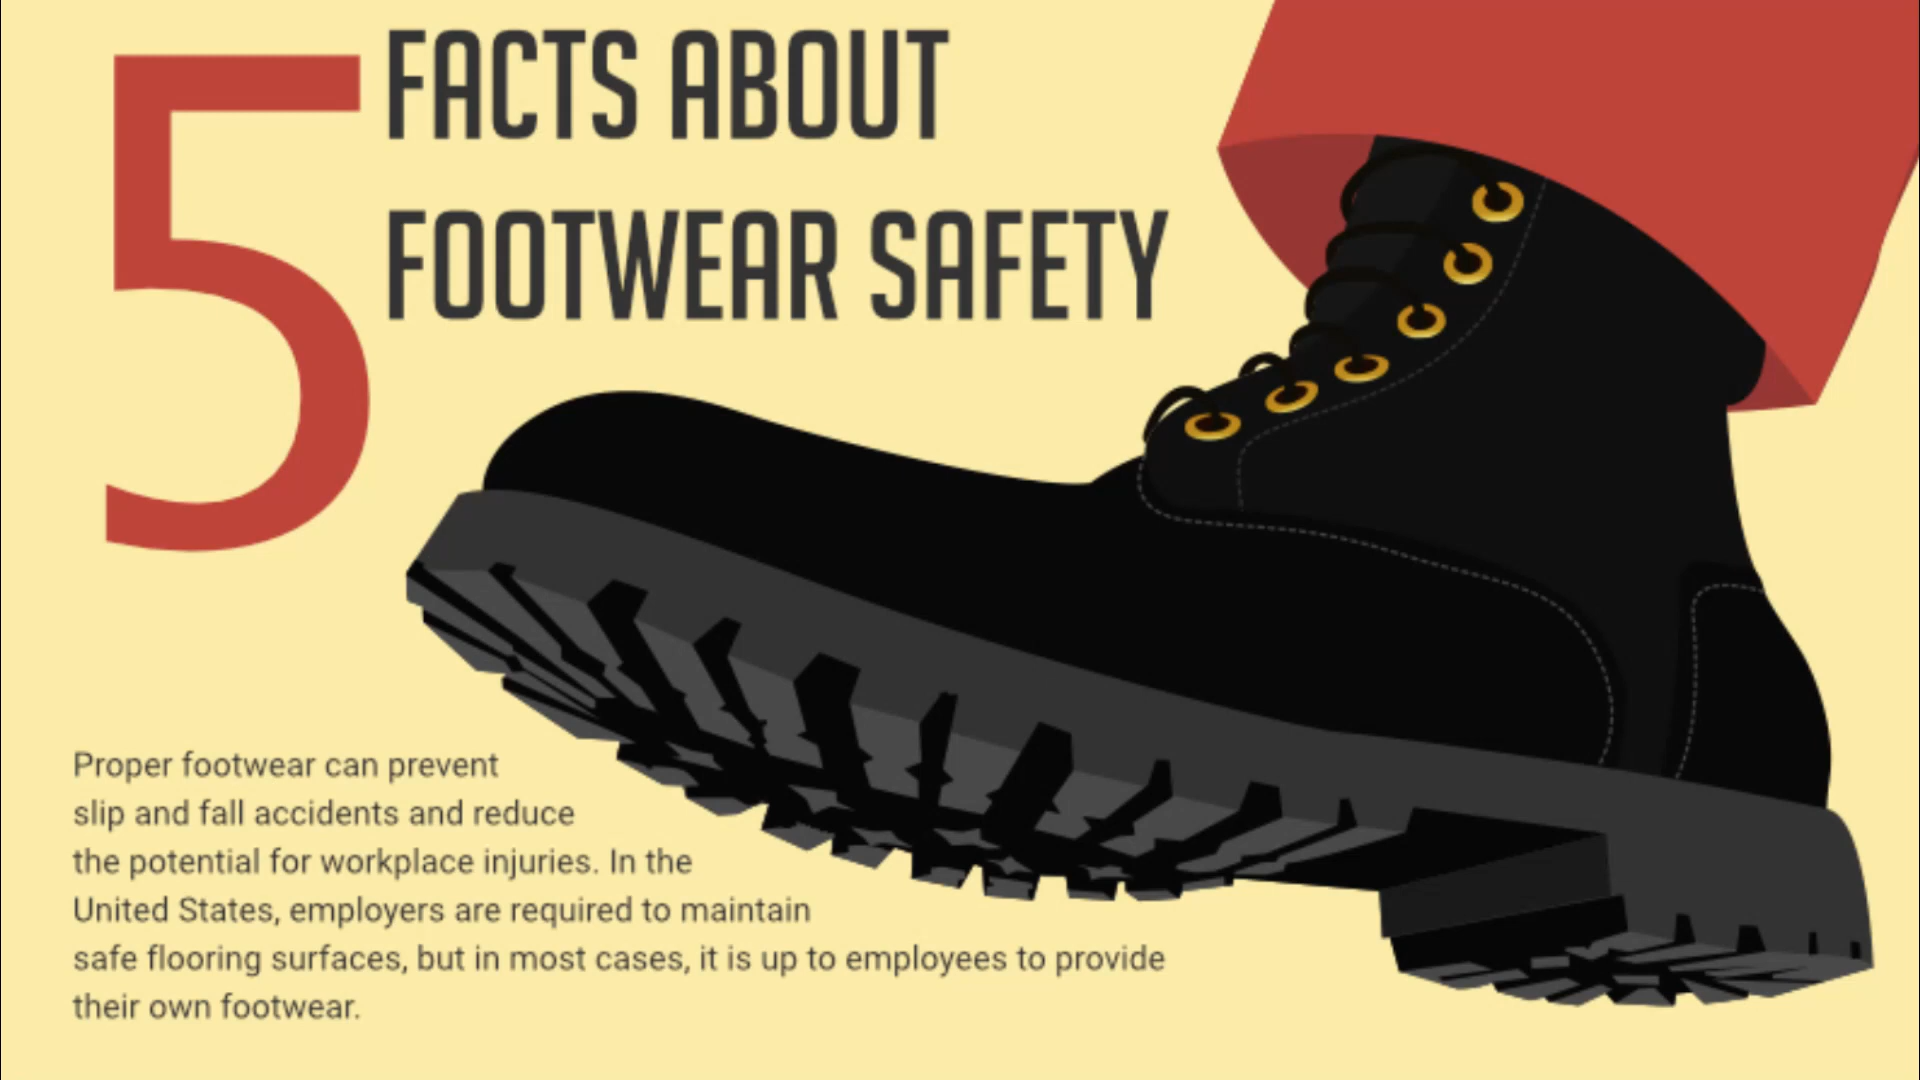 5 FACTS ABOUT
FOOTWEAR SAFETY
Proper footwear can prevent
slip and fall accidents and reduce
the potential for workplace injuries. In the
United States, employers are required to maintain
safe flooring surfaces, but in most cases, it is up to employees to provide
their own footwear.